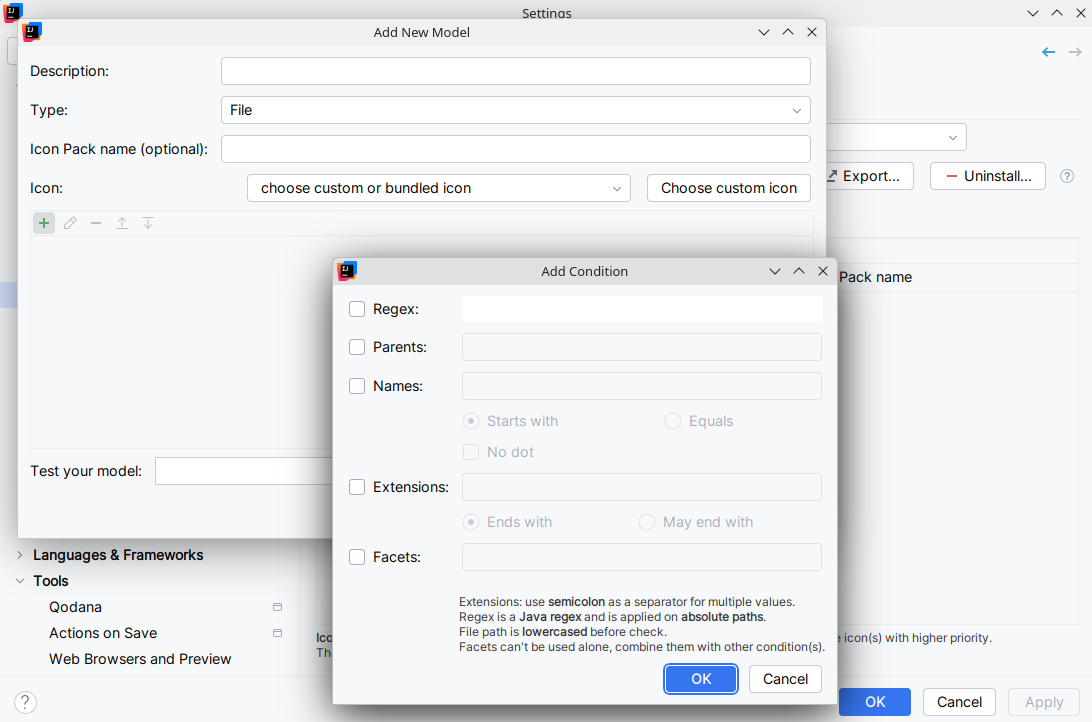 Settings
Add New Model
Description:
Type:
File
Icon Pack name (optional):
Icon:
choose custom or bundled icon
Choose custom icon
Export...
Uninstall...
?
Pack name
Test your model:
Add Condition
Regex:
Parents:
Names:
Starts with
Equals
No dot
Extensions:
Ends with
May end with
Facets:
Extensions: use semicolon as a separator for multiple values.
Regex is a Java regex and is applied on absolute paths.
File path is lowercased before check.
Facets can't be used alone, combine them with other condition(s).
OK
Cancel
Languages & Frameworks
Tools
Qodana
Actions on Save
Web Browsers and Preview
icon(s) with higher priority.
?
OK
Cancel
Apply